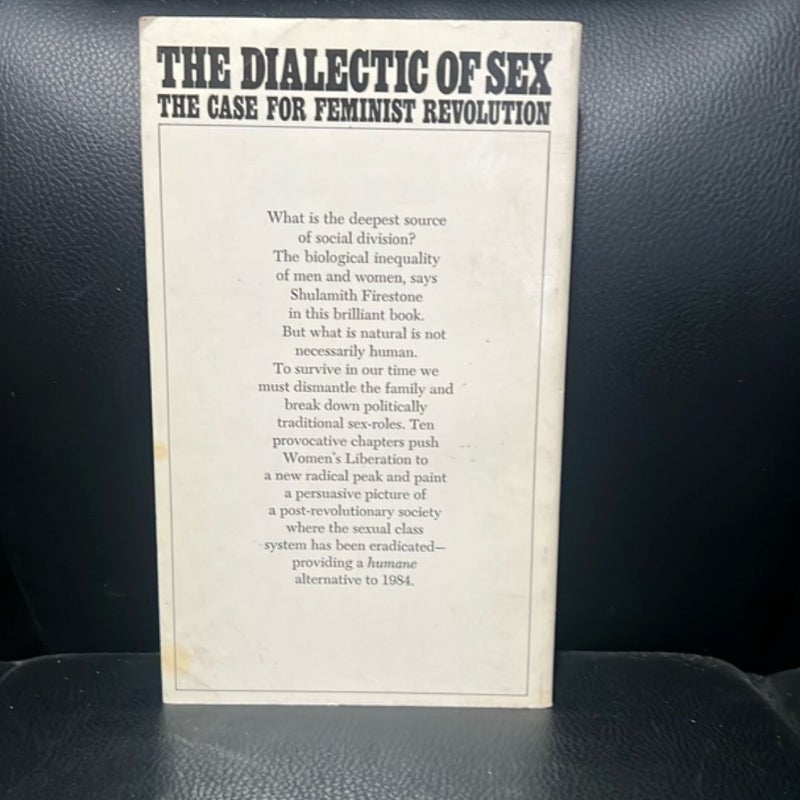 THE DIALECTIC OF SEX
THE CASE FOR FEMINIST REVOLUTION
What is the deepest source
of social division?
The biological inequality
of men and women, says
Shulamith Firestone
in this brilliant book.
But what is natural is not
necessarily human.
To survive in our time we
must dismantle the family and
break down politically
traditional sex-roles. Ten
provocative chapters push
Women's Liberation to
a new radical peak and paint
a persuasive picture of
a post-revolutionary society
where the sexual class
system has been eradicated—
providing a humane
alternative to 1984.